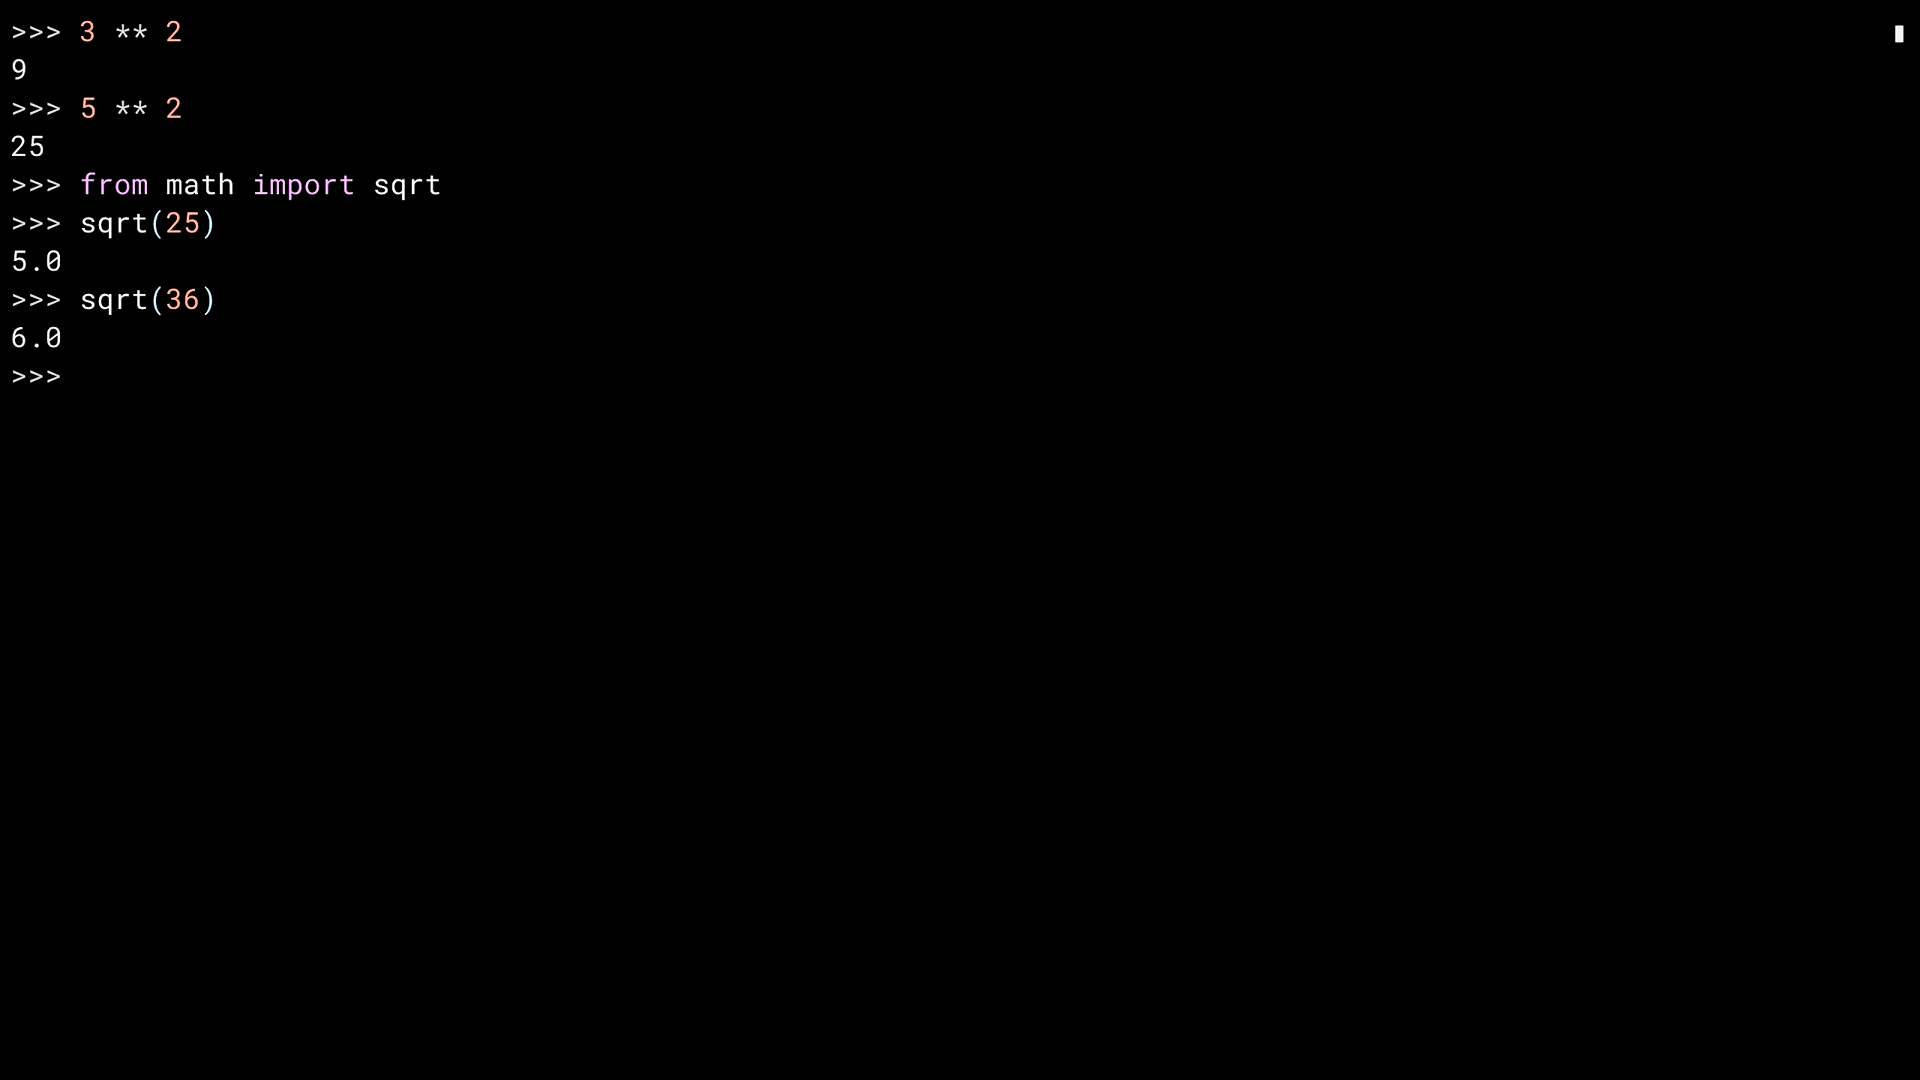 >>> 3 ** 2
9
>>> 5 ** 2
25
>>> from math import sqrt
>>> sqrt(25)
5.0
>>> sqrt(36)
6.0
>>>